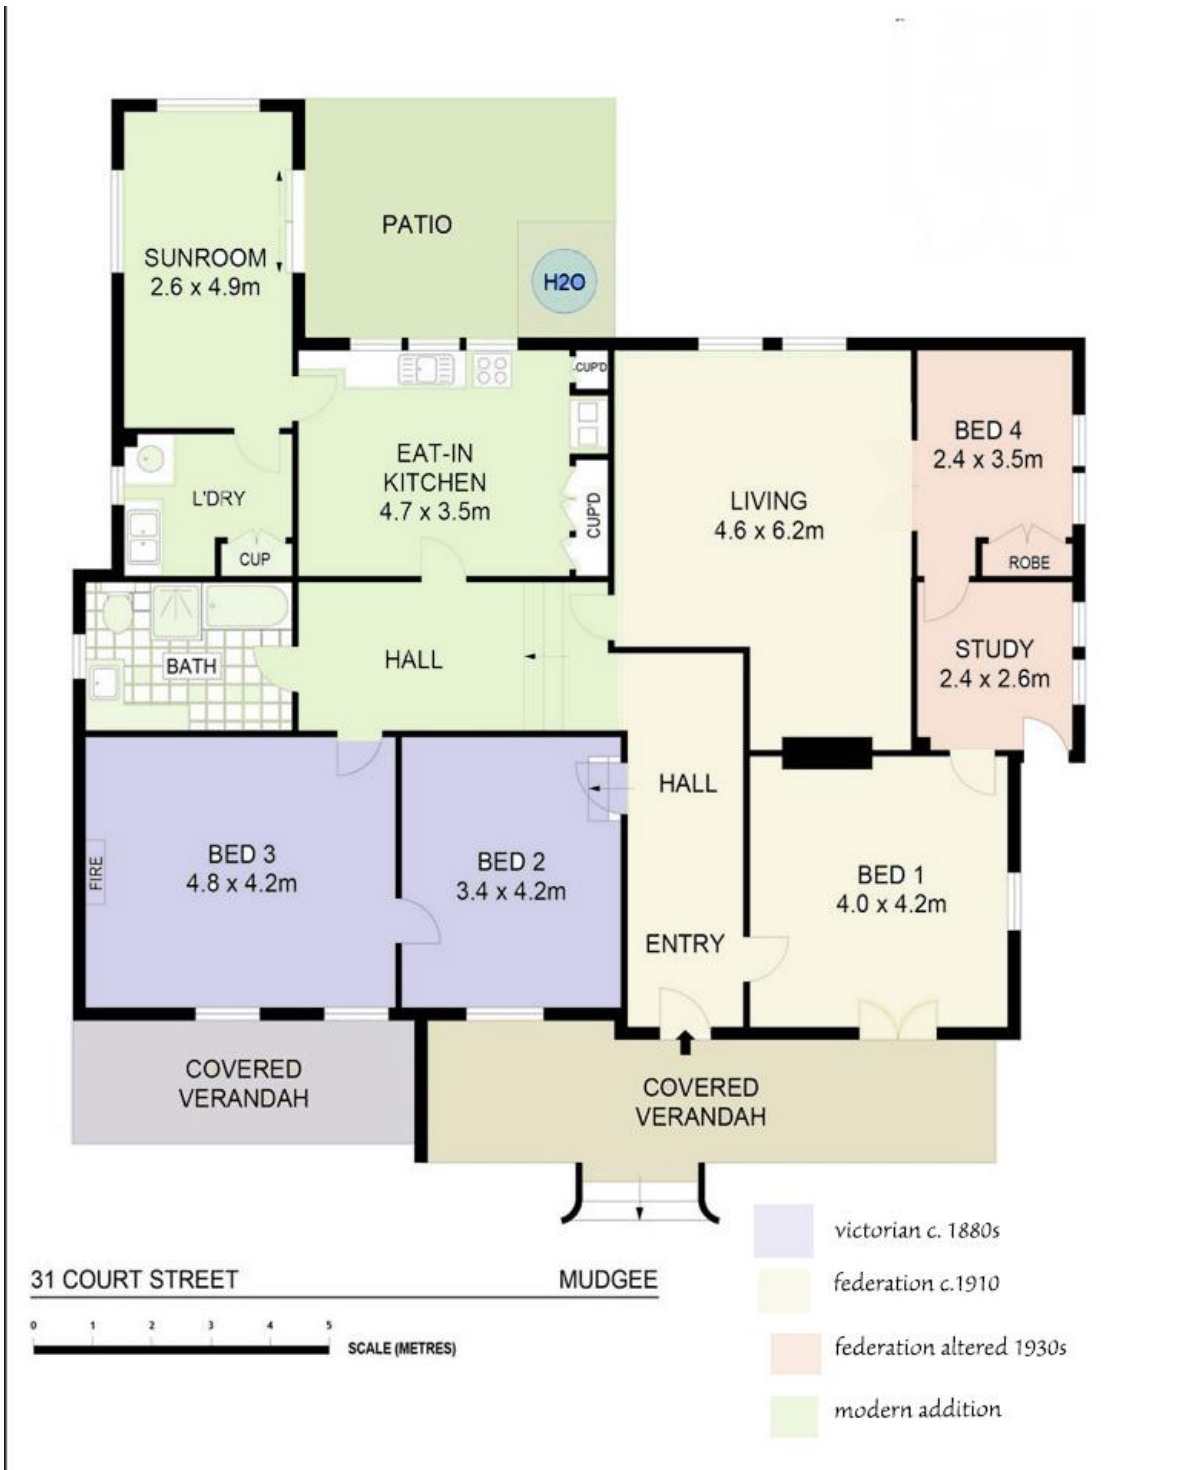 PATIO
SUNROOM
2.6 x 4.9m
H2O
CUP'D
BED 4
2.4 x 3.5m
EAT-IN
KITCHEN
4.7 x 3.5m
L'DRY
LIVING
4.6 x 6.2m
CUP'D
CUP
ROBE
BATH
HALL
STUDY
2.4 x 2.6m
HALL
BED 3
4.8 x 4.2m
FIRE
BED 2
3.4 x 4.2m
BED 1
4.0 x 4.2m
ENTRY
COVERED
VERANDAH
COVERED
VERANDAH
victorian c. 1880s
31 COURT STREET MUDGEE
federation c.1910
0 1 2 3 4 5
SCALE (METRES)
federation altered 1930s
modern addition